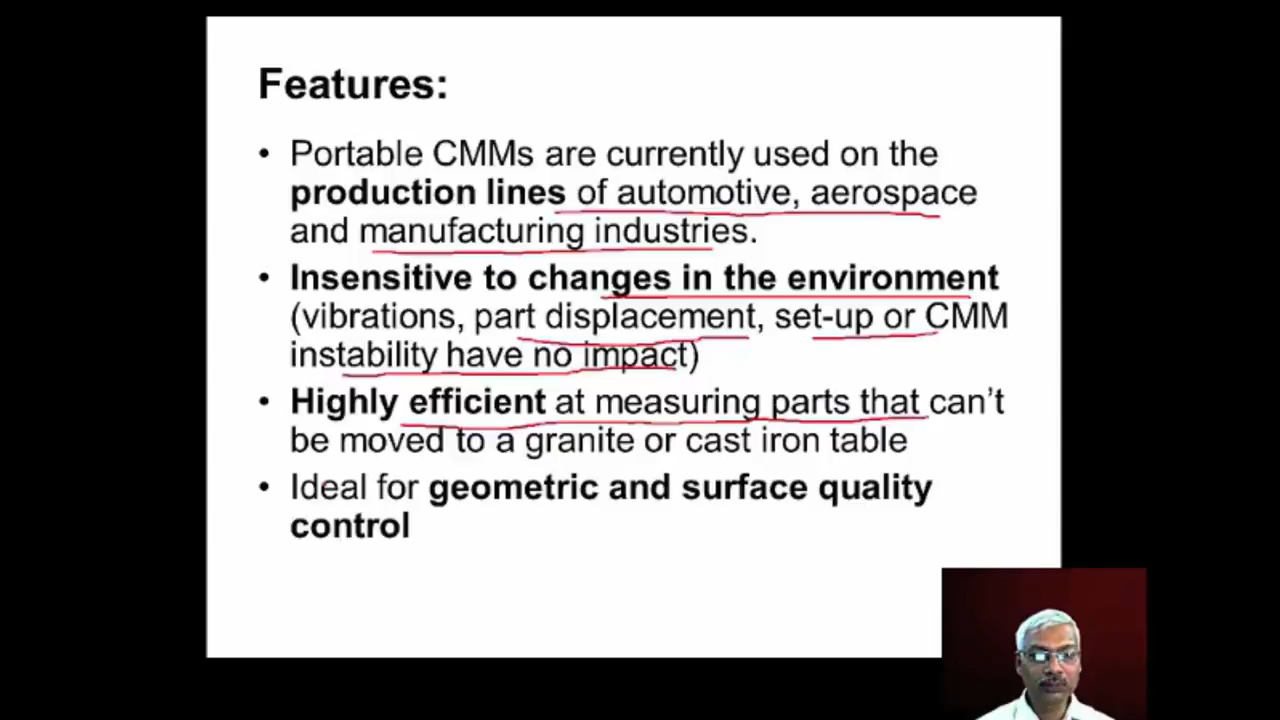 Features:
• Portable CMMs are currently used on the
production lines of automotive, aerospace
and manufacturing industries.
• Insensitive to changes in the environment
(vibrations, part displacement, set-up or CMM
instability have no impact)
• Highly efficient at measuring parts that can’t
be moved to a granite or cast iron table
• Ideal for geometric and surface quality
control